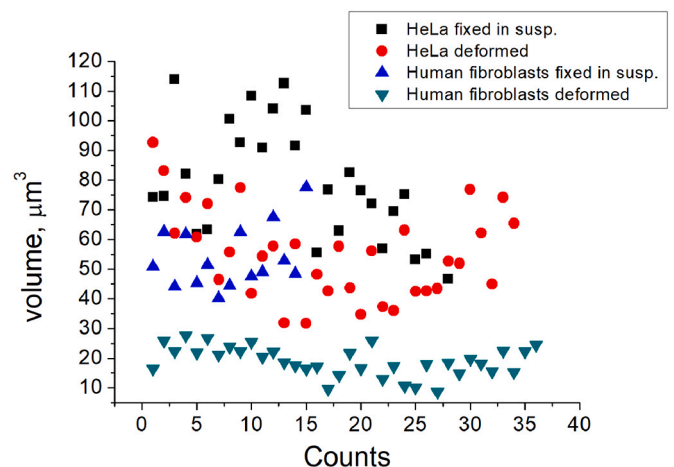 HeLa fixed in susp.
HeLa deformed
Human fibroblasts fixed in susp.
Human fibroblasts deformed
120
110
100
90
80
70
60
50
40
30
20
10
volume, μm³
0 5 10 15 20 25 30 35 40
Counts